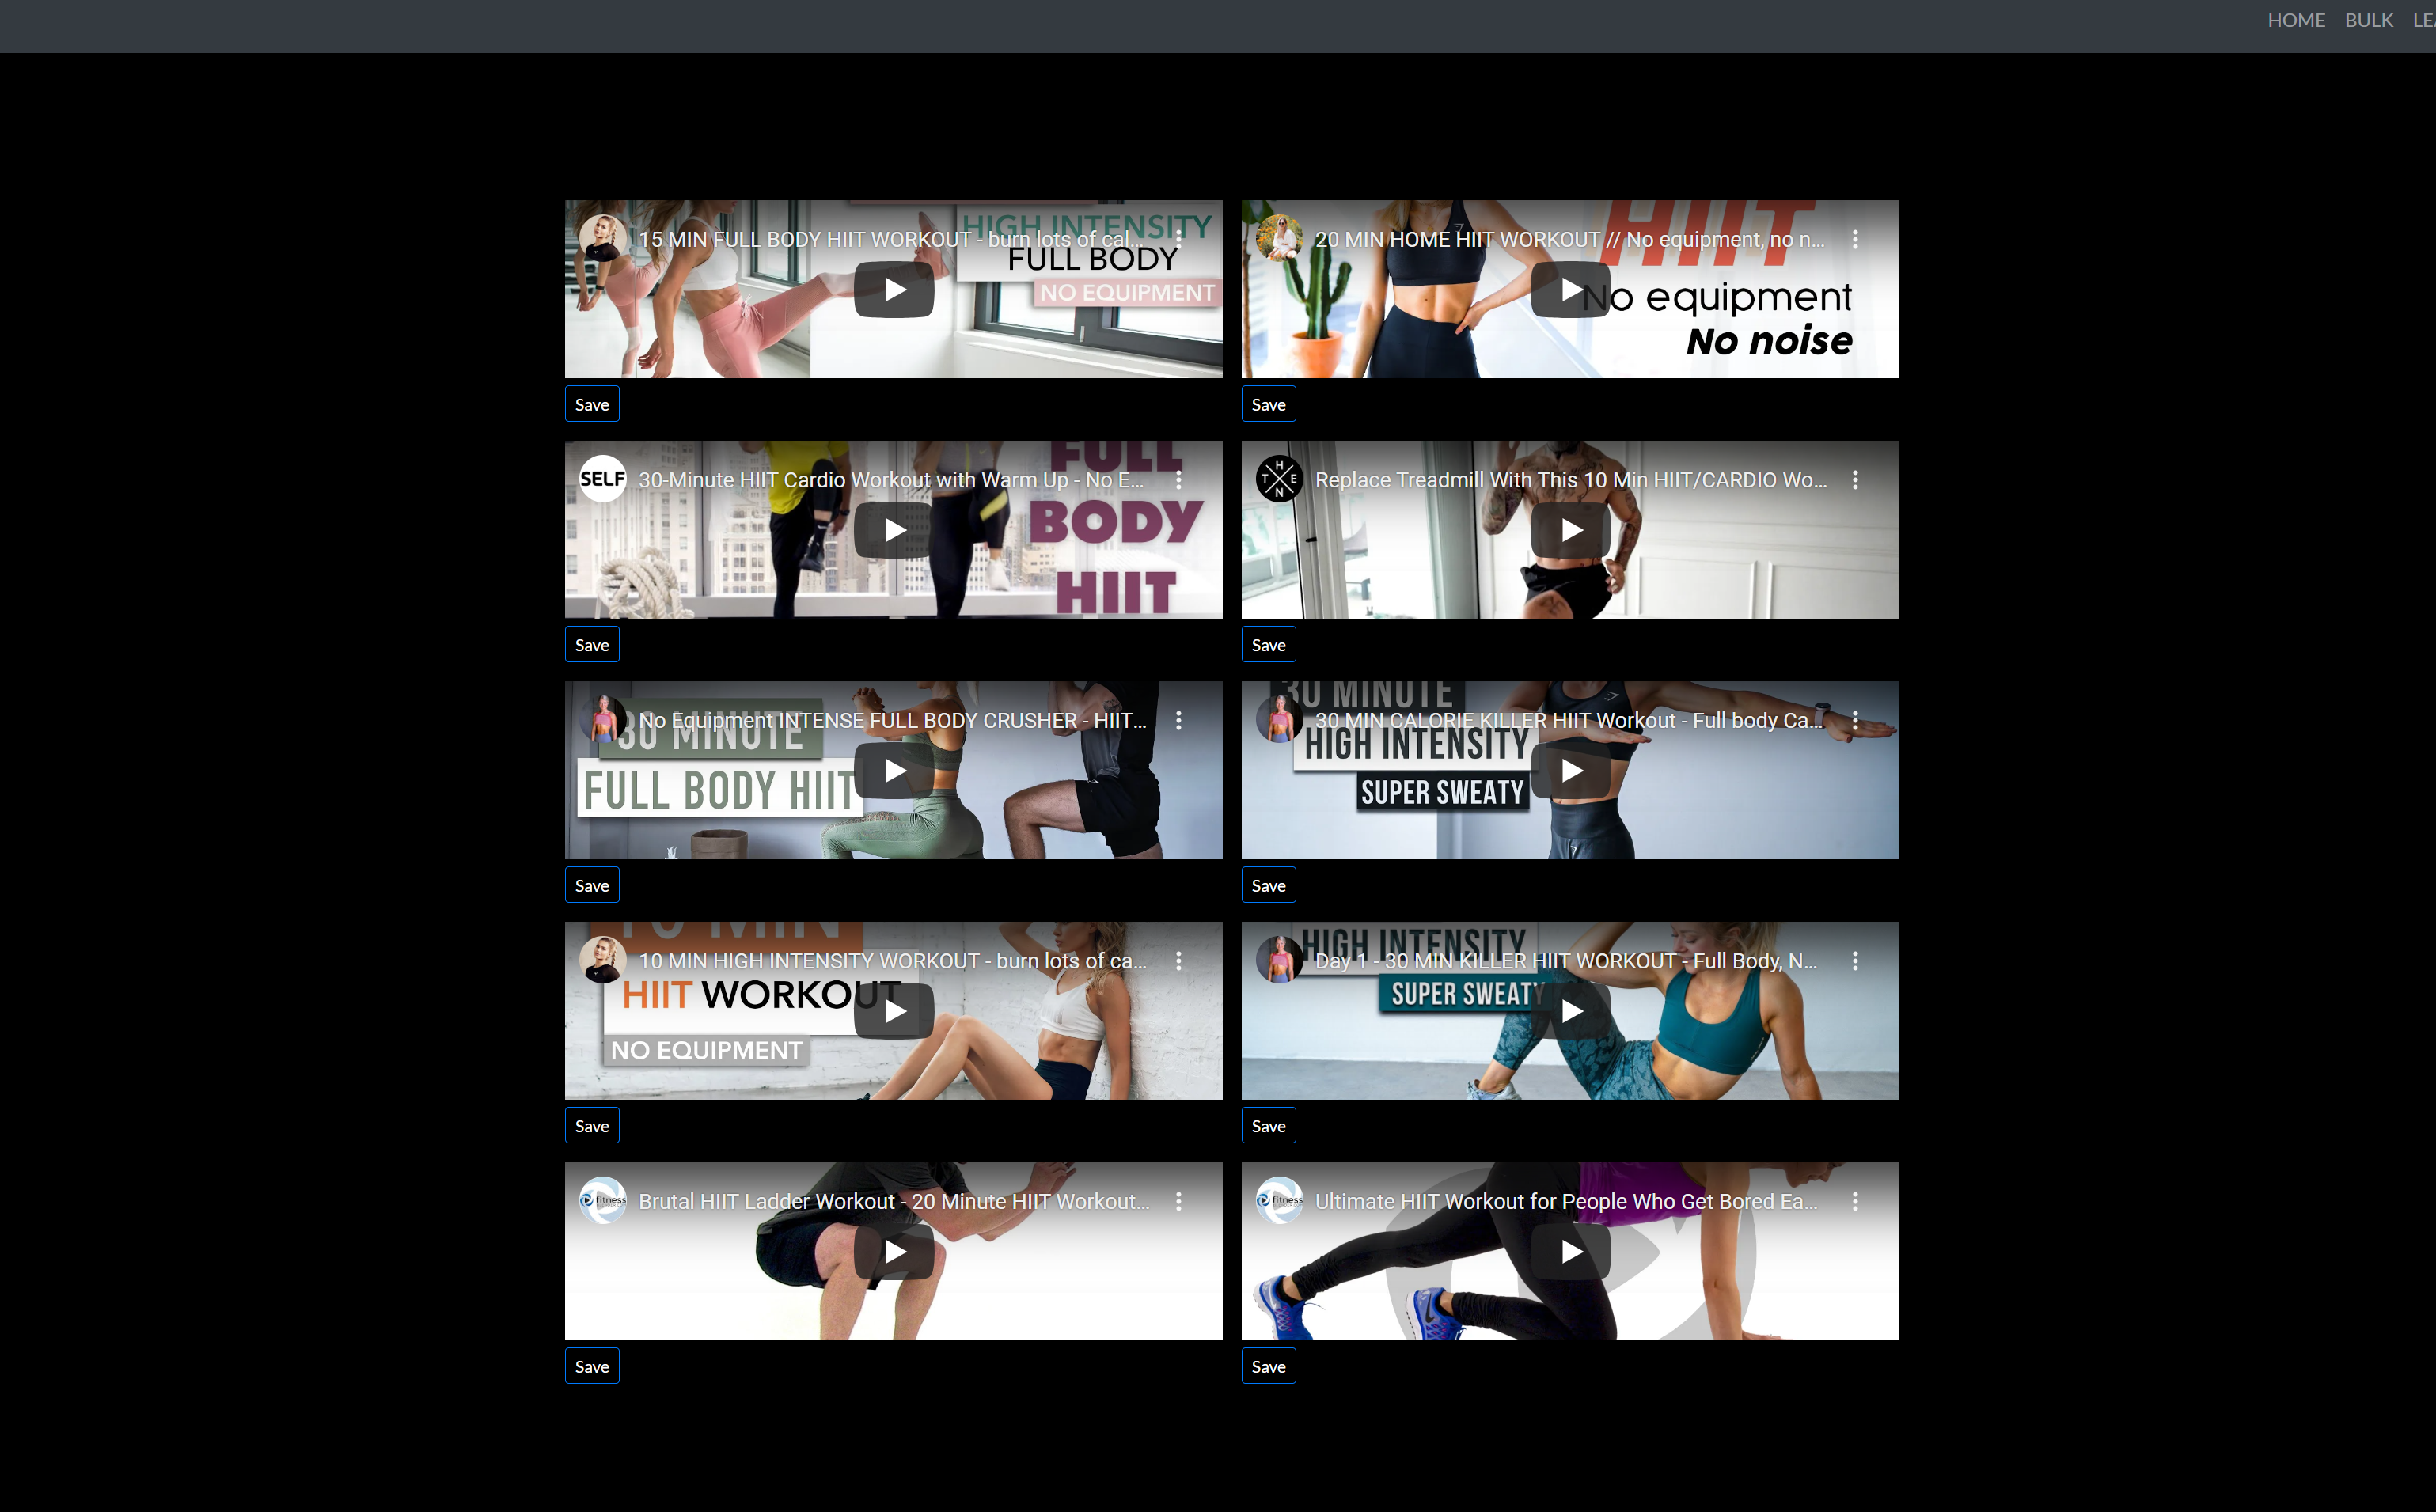 HOME BULK
15 MIN FULL BODY HIIT WORKOUT - burn lots of cal...
HIGH INTENSITY
FULL BODY
NO EQUIPMENT
Save
20 MIN HOME HIIT WORKOUT // No equipment, no n...
HIIT
No equipment
No noise
Save
SELF
30-Minute HIIT Cardio Workout with Warm Up - No E...
FULL
BODY
HIIT
Save
THENX
Replace Treadmill With This 10 Min HIIT/CARDIO Wo...
Save
No Equipment INTENSE FULL BODY CRUSHER - HIIT...
30 MINUTE
FULL BODY HIIT
Save
30 MINUTE
30 MIN CALORIE KILLER HIIT Workout - Full body Ca...
HIGH INTENSITY
SUPER SWEATY
Save
10 MIN
10 MIN HIGH INTENSITY WORKOUT - burn lots of ca...
HIIT WORKOUT
NO EQUIPMENT
Save
HIGH INTENSITY
Day 1 - 30 MIN KILLER HIIT WORKOUT - Full Body, N...
SUPER SWEATY
Save
fitness
Brutal HIIT Ladder Workout - 20 Minute HIIT Workout...
Save
fitness
Ultimate HIIT Workout for People Who Get Bored Ea...
Save